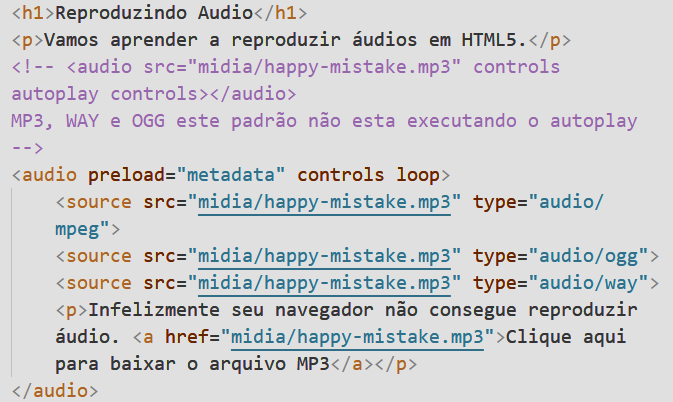 <h1>Reproduzindo Audio</h1>
<p>Vamos aprender a reproduzir áudios em HTML5.</p>
<!-- <audio src="midia/happy-mistake.mp3" controls
autoplay controls></audio>
MP3, WAY e OGG este padrão não esta executando o autoplay
-->
<audio preload="metadata" controls loop>
<source src="midia/happy-mistake.mp3" type="audio/
mpeg">
<source src="midia/happy-mistake.mp3" type="audio/ogg">
<source src="midia/happy-mistake.mp3" type="audio/way">
<p>Infelizmente seu navegador não consegue reproduzir
áudio. <a href="midia/happy-mistake.mp3">Clique aqui
para baixar o arquivo MP3</a></p>
</audio>